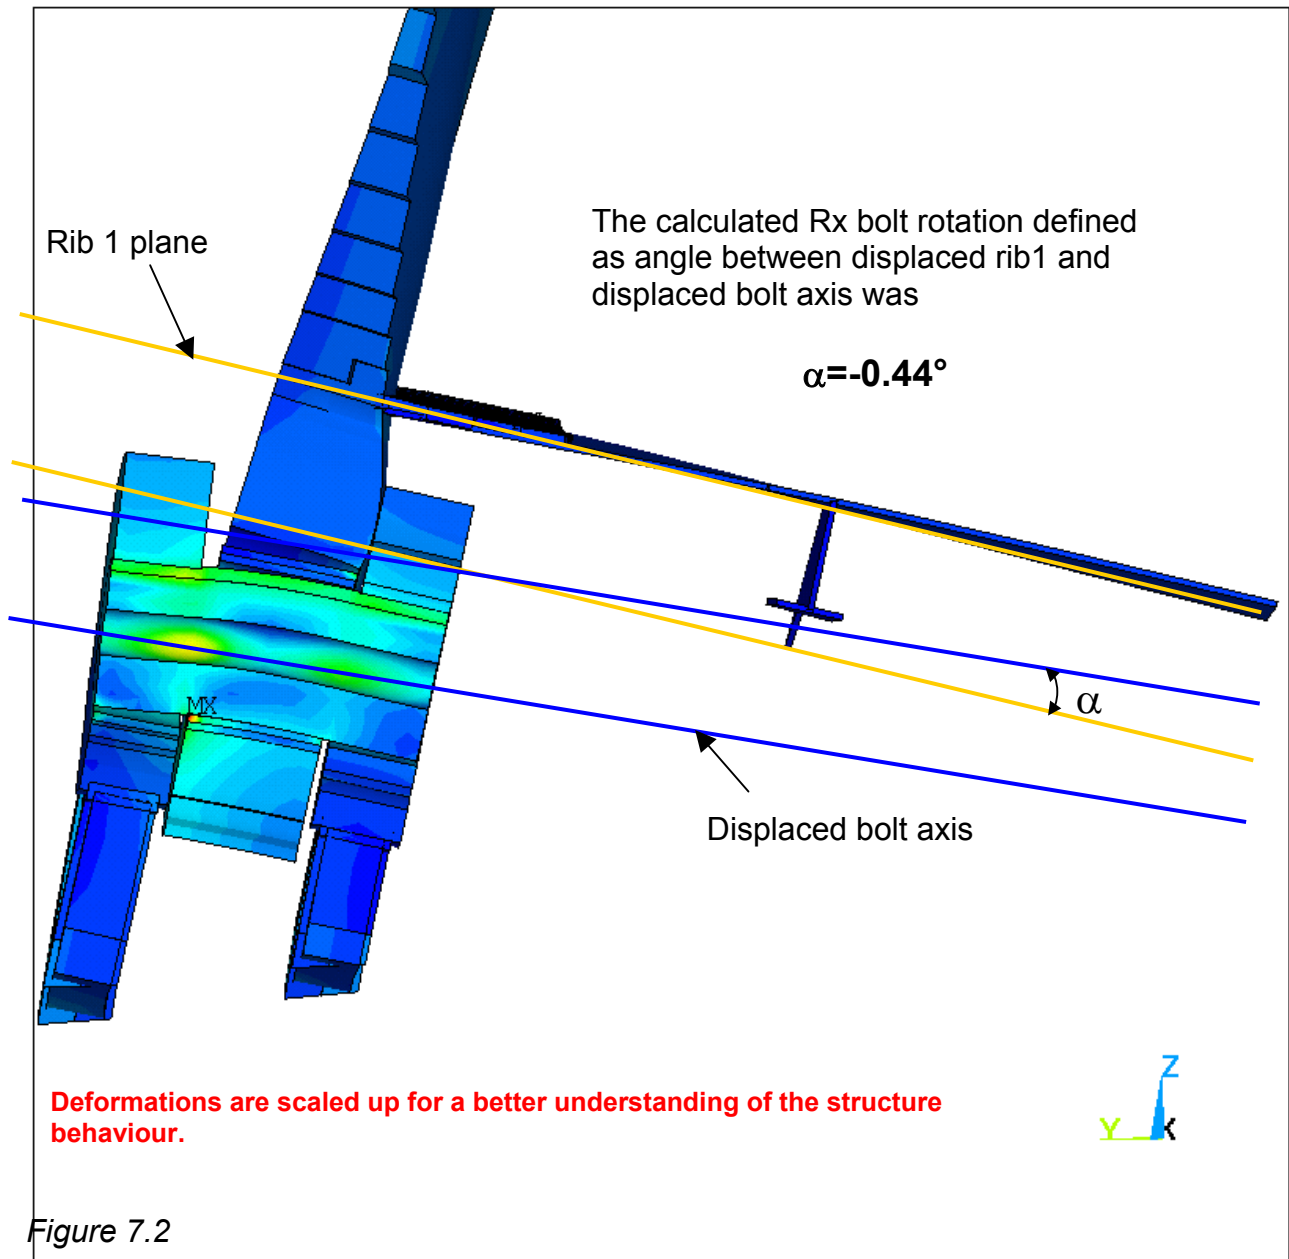 Rib 1 plane
The calculated Rx bolt rotation defined
as angle between displaced rib1 and
displaced bolt axis was
α=-0.44°
MX
α
Displaced bolt axis
Deformations are scaled up for a better understanding of the structure
behaviour.
Z
Y
X
Figure 7.2